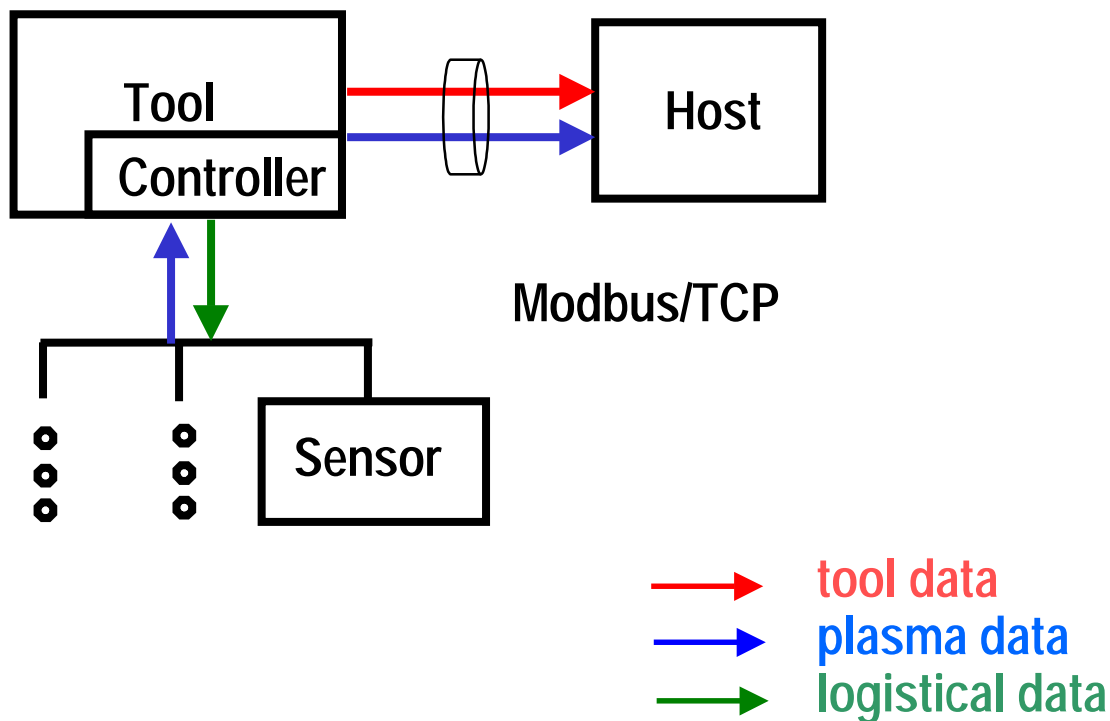 Tool
Controller
Host
Modbus/TCP
Sensor
tool data
plasma data
logistical data